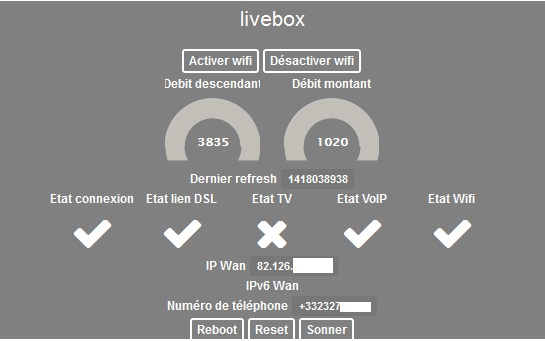 livebox
Activer wifi Désactiver wifi
Debit descendant Débit montant
3835 1020
Dernier refresh 1418038938
Etat connexion Etat lien DSL Etat TV Etat VoIP Etat Wifi
IP Wan 82.126.
IPv6 Wan
Numéro de téléphone +332327
Reboot Reset Sonner